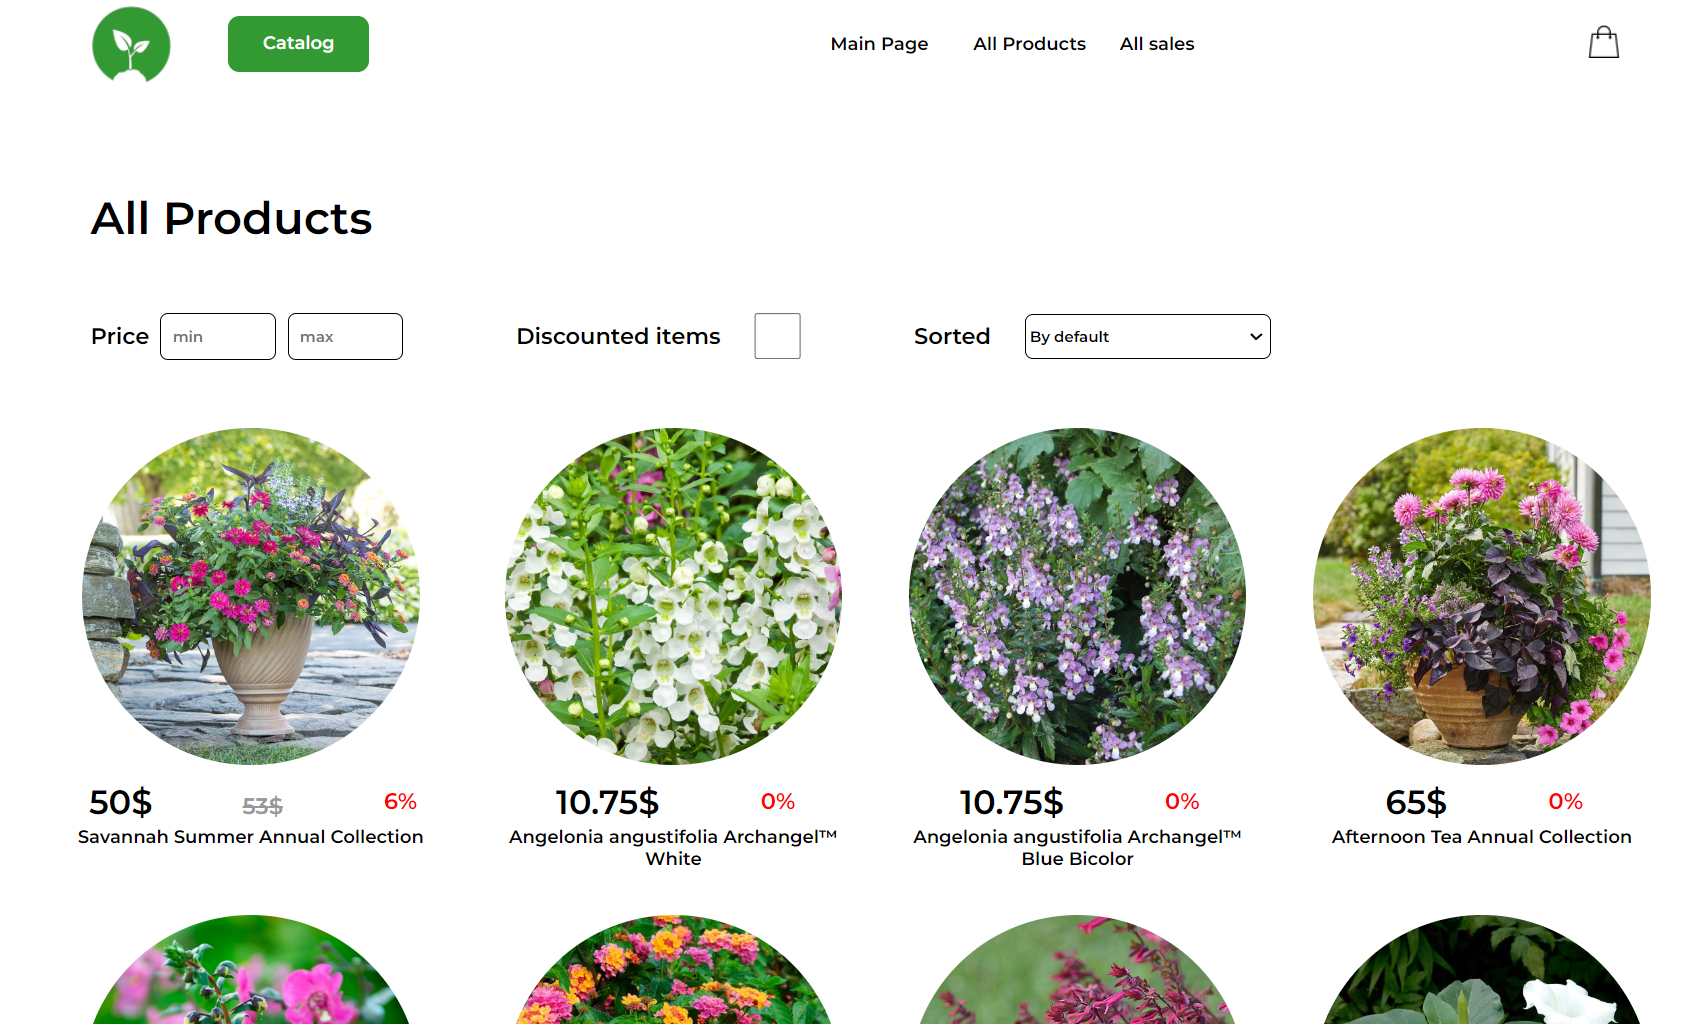 Catalog
Main Page
All Products
All sales
All Products
Price
min
max
Discounted items
Sorted
By default
50$
53$
6%
Savannah Summer Annual Collection
10.75$
0%
Angelonia angustifolia Archangel™
White
10.75$
0%
Angelonia angustifolia Archangel™
Blue Bicolor
65$
0%
Afternoon Tea Annual Collection